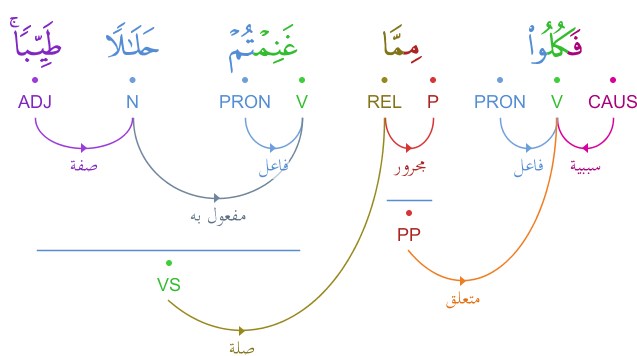 فَكُلُوا۟ مِمَّا غَنِمْتُمْ حَلَـٰلًا طَيِّبًا ۚ
CAUS V PRON P REL V PRON N ADJ
سببية فاعل مجرور فاعل صفة
مفعول به
PP
VS
متعلق
صلة